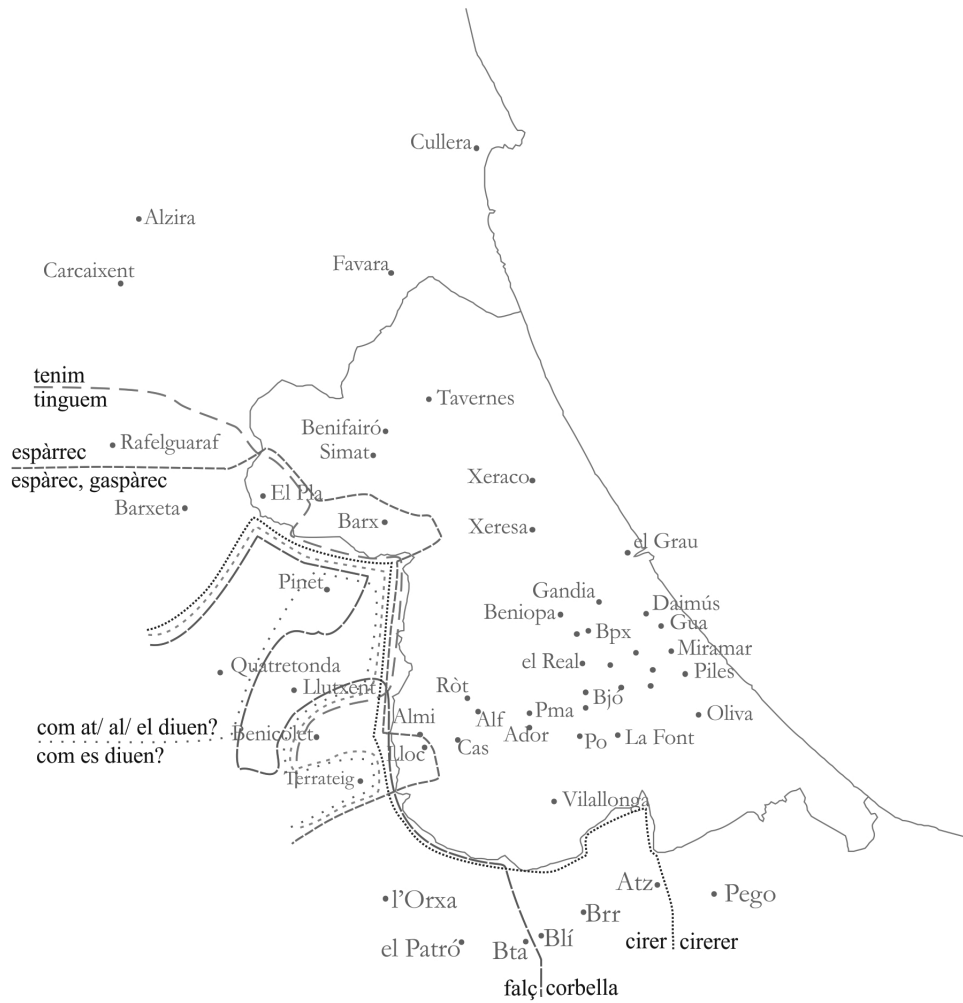 Cullera
Alzira
Carcaixent
Favara
tenim
tinguem
Tavernes
Benifairó
Rafelguaraf
Simat
espàrrec
espàrec, gaspàrec
Xeraco
El Pla
Barxeta
Barx
Xeresa
el Grau
Pinet
Gandia
Beniopa
Daimús
Gua
Bpx
Miramar
el Real
Quatretonda
Piles
Llutxent
Ròt
Bjó
Almi
Alf
Pma
Oliva
com at/ al/ el diuen?
Benicolet
Ador
Po
La Font
com es diuen?
Lloc
Cas
Terrateig
Vilallonga
Atz
Pego
l'Orxa
Brr
el Patró
Bta
Blí
cirer
cirerer
falç
corbella